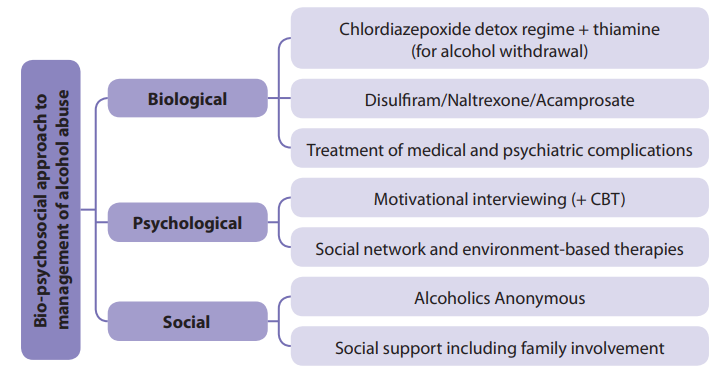 Bio-psychosocial approach to
management of alcohol abuse
Biological
Chlordiazepoxide detox regime + thiamine
(for alcohol withdrawal)
Disulfiram/Naltrexone/Acamprosate
Treatment of medical and psychiatric complications
Psychological
Motivational interviewing (+ CBT)
Social network and environment-based therapies
Social
Alcoholics Anonymous
Social support including family involvement